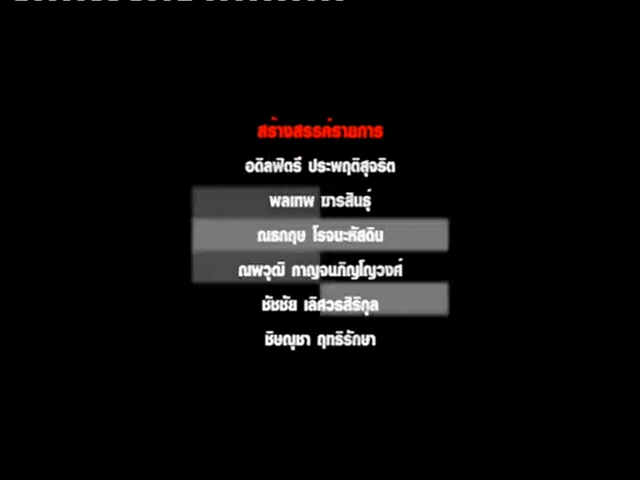 สร้างสรรค์รายการ
อดิลฟิตรี ประพฤติสุจริต
พลเทพ มารสินธุ์
ณธกฤษ โรจนะหัสดิน
ณพวุฒิ กาญจนภิญโญวงศ์
ชัชชัย เลิศวรสิริกุล
ชิษณุชา ฤทธิรักษา